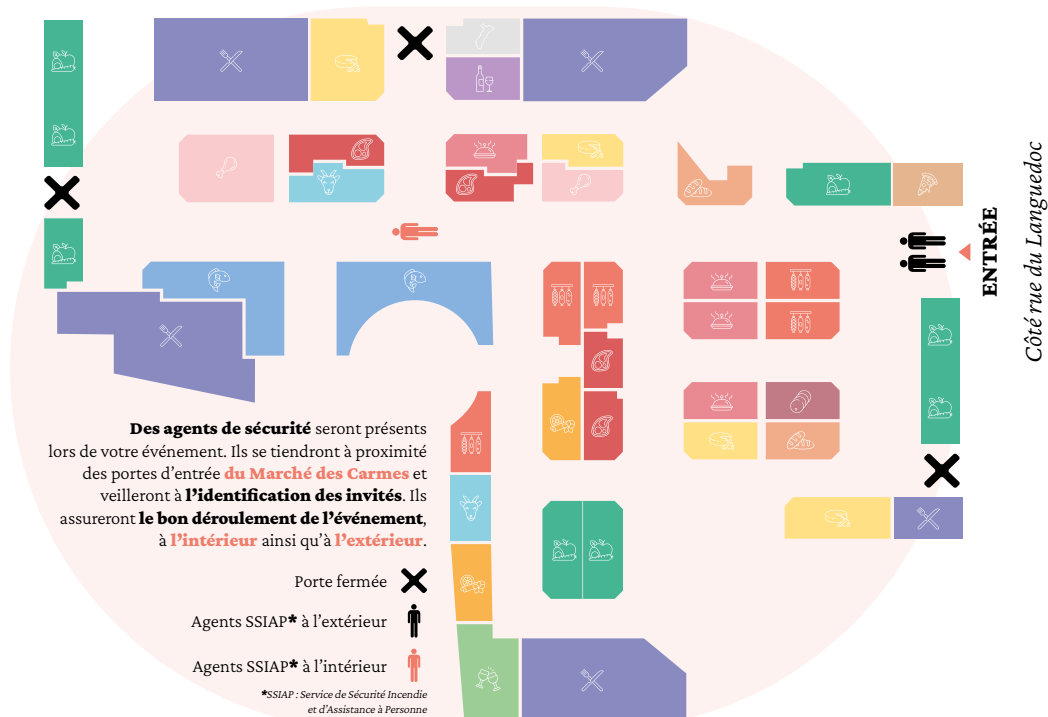 Côté rue du Languedoc
ENTRÉE
Des agents de sécurité seront présents
lors de votre événement. Ils se tiendront à proximité
des portes d'entrée du Marché des Carmes et
veilleront à l'identification des invités. Ils
assureront le bon déroulement de l'événement,
à l'intérieur ainsi qu'à l'extérieur.
Porte fermée
Agents SSIAP* à l'extérieur
Agents SSIAP* à l'intérieur
*SSIAP : Service de Sécurité Incendie
et d'Assistance à Personne